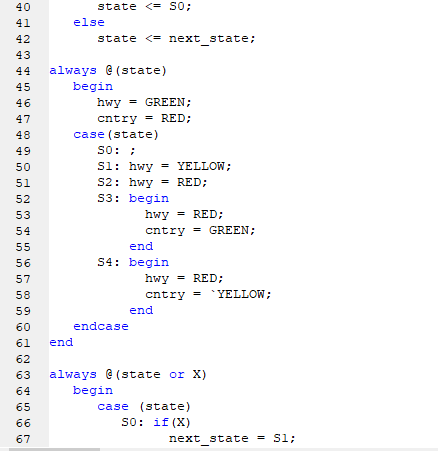 40 state <= S0;
41 else
42 state <= next_state;
43
44 always @(state)
45 begin
46 hwy = GREEN;
47 cntry = RED;
48 case(state)
49 S0: ;
50 S1: hwy = YELLOW;
51 S2: hwy = RED;
52 S3: begin
53 hwy = RED;
54 cntry = GREEN;
55 end
56 S4: begin
57 hwy = RED;
58 cntry = `YELLOW;
59 end
60 endcase
61 end
62
63 always @(state or X)
64 begin
65 case (state)
66 S0: if(X)
67 next_state = S1;